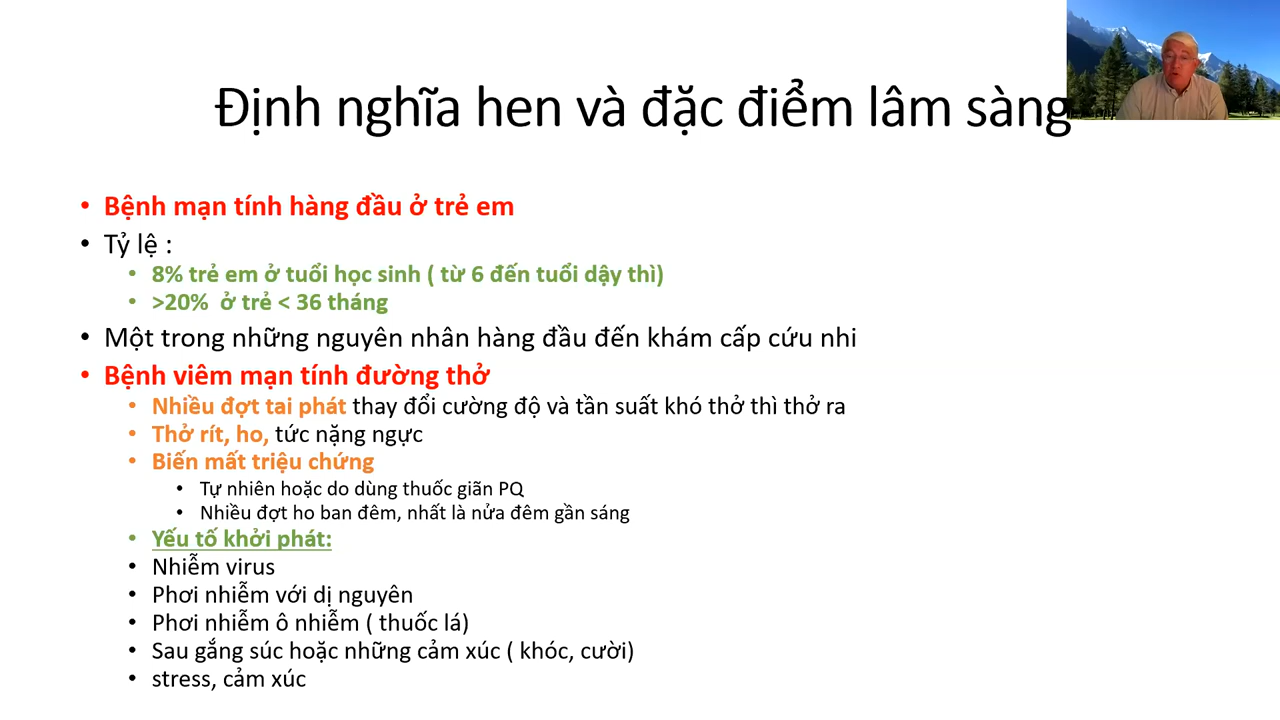 Định nghĩa hen và đặc điểm lâm sàng
• Bệnh mạn tính hàng đầu ở trẻ em
• Tỷ lệ :
• 8% trẻ em ở tuổi học sinh ( từ 6 đến tuổi dậy thì)
• >20% ở trẻ < 36 tháng
• Một trong những nguyên nhân hàng đầu đến khám cấp cứu nhi
• Bệnh viêm mạn tính đường thở
• Nhiều đợt tai phát thay đổi cường độ và tần suất khó thở thì thở ra
• Thở rít, ho, tức nặng ngực
• Biến mất triệu chứng
• Tự nhiên hoặc do dùng thuốc giãn PQ
• Nhiều đợt ho ban đêm, nhất là nửa đêm gần sáng
• Yếu tố khởi phát:
• Nhiễm virus
• Phơi nhiễm với dị nguyên
• Phơi nhiễm ô nhiễm ( thuốc lá)
• Sau gắng súc hoặc những cảm xúc ( khóc, cười)
• stress, cảm xúc